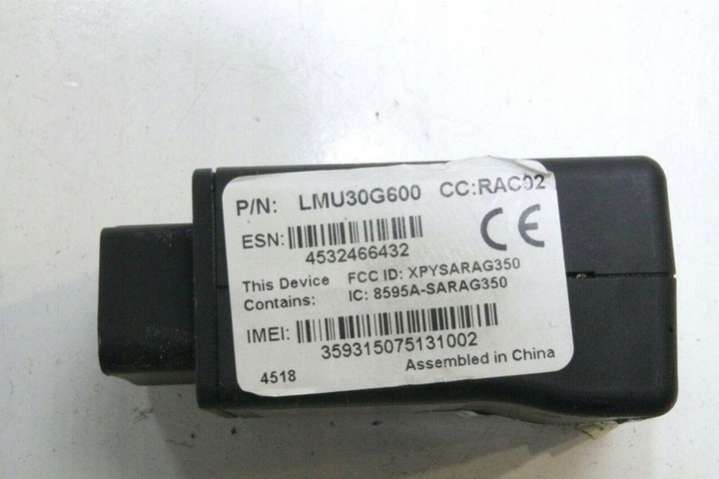 P/N: LMU30G600 CC:RAC02
ESN:
4532466432
CE
This Device FCC ID: XPYSARAG350
Contains: IC: 8595A-SARAG350
IMEI:
359315075131002
4518 Assembled in China